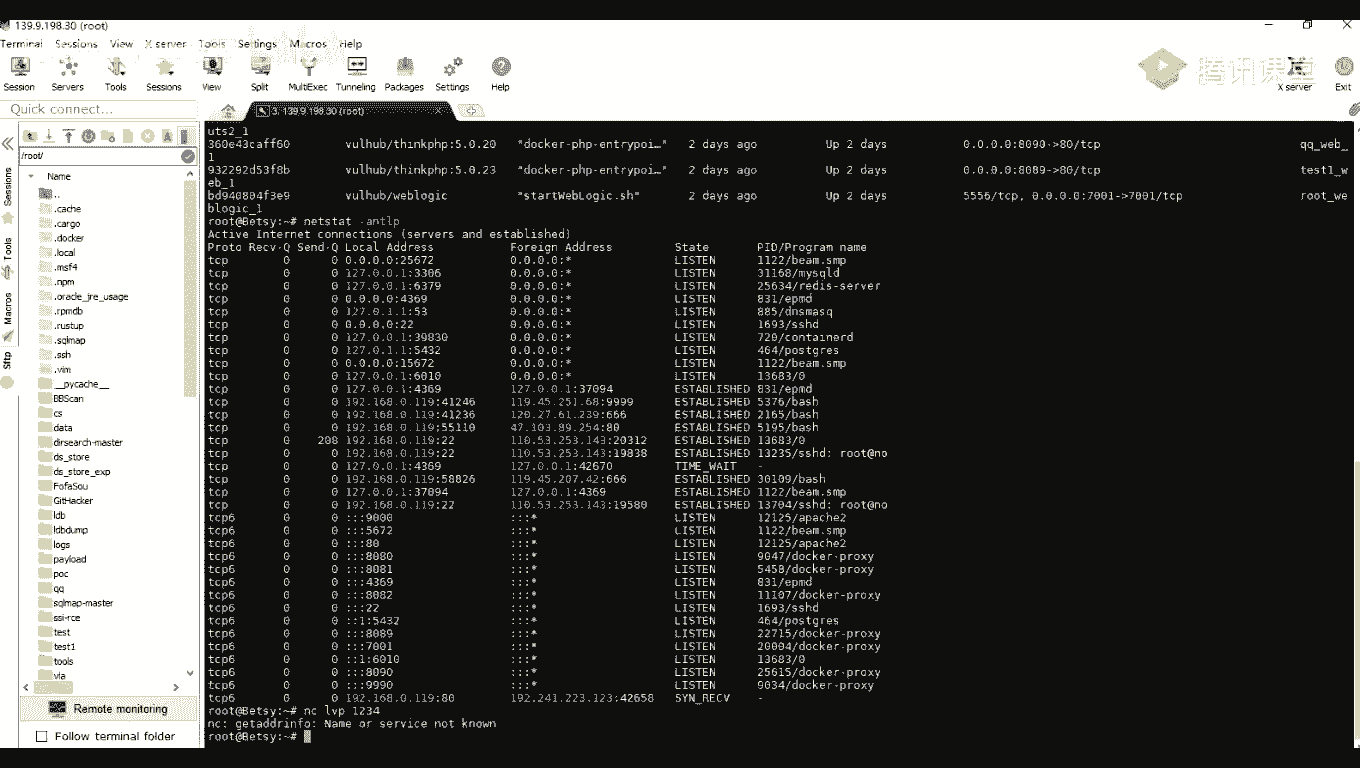 139.9.198.30 (root)
Terminal Sessions View X server Tools Settings Macros Help
Session Servers Tools Sessions View Split MultiExec Tunneling Packages Settings Help
腾讯课堂
X server Exit
Quick connect...
3. 139.9.198.30 (root)
/root/
Name
..
.cache
.cargo
.docker
.local
.msf4
.npm
.oracle_jre_usage
.rpmdb
.rustup
.sqlmap
.ssh
.vim
__pycache__
BBScan
cs
data
dirsearch-master
ds_store
ds_store_exp
FofaSou
GitHacker
ldb
ldbdump
logs
payload
poc
qq
sqlmap-master
ssi-rce
test
test1
tools
Sessions
Tools
Macros
Sftp
Remote monitoring
Follow terminal folder
uts2_1
360e43caff60 vulhub/thinkphp:5.0.20 "docker-php-entrypoi…" 2 days ago Up 2 days 0.0.0.0:8090->80/tcp qq_web_
1
932292d53f8b vulhub/thinkphp:5.0.23 "docker-php-entrypoi…" 2 days ago Up 2 days 0.0.0.0:8089->80/tcp test1_w
eb_1
bd940804f3e9 vulhub/weblogic "startWebLogic.sh" 2 days ago Up 2 days 5556/tcp, 0.0.0.0:7001->7001/tcp root_we
blogic_1
root@Betsy:~# netstat -antlp
Active Internet connections (servers and established)
Proto Recv-Q Send-Q Local Address Foreign Address State PID/Program name
tcp 0 0 0.0.0.0:25672 0.0.0.0:* LISTEN 1122/beam.smp
tcp 0 0 127.0.0.1:3306 0.0.0.0:* LISTEN 31168/mysqld
tcp 0 0 127.0.0.1:6379 0.0.0.0:* LISTEN 25634/redis-server
tcp 0 0 0.0.0.0:4369 0.0.0.0:* LISTEN 831/epmd
tcp 0 0 127.0.1.1:53 0.0.0.0:* LISTEN 885/dnsmasq
tcp 0 0 0.0.0.0:22 0.0.0.0:* LISTEN 1693/sshd
tcp 0 0 127.0.0.1:39830 0.0.0.0:* LISTEN 720/containerd
tcp 0 0 127.0.0.1:5432 0.0.0.0:* LISTEN 464/postgres
tcp 0 0 0.0.0.0:15672 0.0.0.0:* LISTEN 1122/beam.smp
tcp 0 0 127.0.0.1:6010 0.0.0.0:* LISTEN 13683/0
tcp 0 0 127.0.0.1:4369 127.0.0.1:37094 ESTABLISHED 831/epmd
tcp 0 0 192.168.0.119:41246 119.45.251.68:9999 ESTABLISHED 5376/bash
tcp 0 0 192.168.0.119:41236 120.27.61.239:666 ESTABLISHED 2165/bash
tcp 0 0 192.168.0.119:55110 47.103.89.254:80 ESTABLISHED 5195/bash
tcp 0 208 192.168.0.119:22 110.53.253.143:20312 ESTABLISHED 13683/0
tcp 0 0 192.168.0.119:22 110.53.253.143:19838 ESTABLISHED 13235/sshd: root@no
tcp 0 0 127.0.0.1:4369 127.0.0.1:42670 TIME_WAIT -
tcp 0 0 192.168.0.119:58826 119.45.207.42:666 ESTABLISHED 30109/bash
tcp 0 0 127.0.0.1:37094 127.0.0.1:4369 ESTABLISHED 1122/beam.smp
tcp 0 0 192.168.0.119:22 110.53.253.143:19580 ESTABLISHED 13704/sshd: root@no
tcp6 0 0 :::9000 :::* LISTEN 12125/apache2
tcp6 0 0 :::5672 :::* LISTEN 1122/beam.smp
tcp6 0 0 :::80 :::* LISTEN 12125/apache2
tcp6 0 0 :::8080 :::* LISTEN 9047/docker-proxy
tcp6 0 0 :::8081 :::* LISTEN 5458/docker-proxy
tcp6 0 0 :::4369 :::* LISTEN 831/epmd
tcp6 0 0 :::8082 :::* LISTEN 11107/docker-proxy
tcp6 0 0 :::22 :::* LISTEN 1693/sshd
tcp6 0 0 ::1:5432 :::* LISTEN 464/postgres
tcp6 0 0 :::8089 :::* LISTEN 22715/docker-proxy
tcp6 0 0 :::7001 :::* LISTEN 20004/docker-proxy
tcp6 0 0 ::1:6010 :::* LISTEN 13683/0
tcp6 0 0 :::8090 :::* LISTEN 25615/docker-proxy
tcp6 0 0 :::9990 :::* LISTEN 9034/docker-proxy
tcp6 0 0 192.168.0.119:80 192.241.223.123:42658 SYN_RECV -
root@Betsy:~# nc lvp 1234
nc: getaddrinfo: Name or service not known
root@Betsy:~#